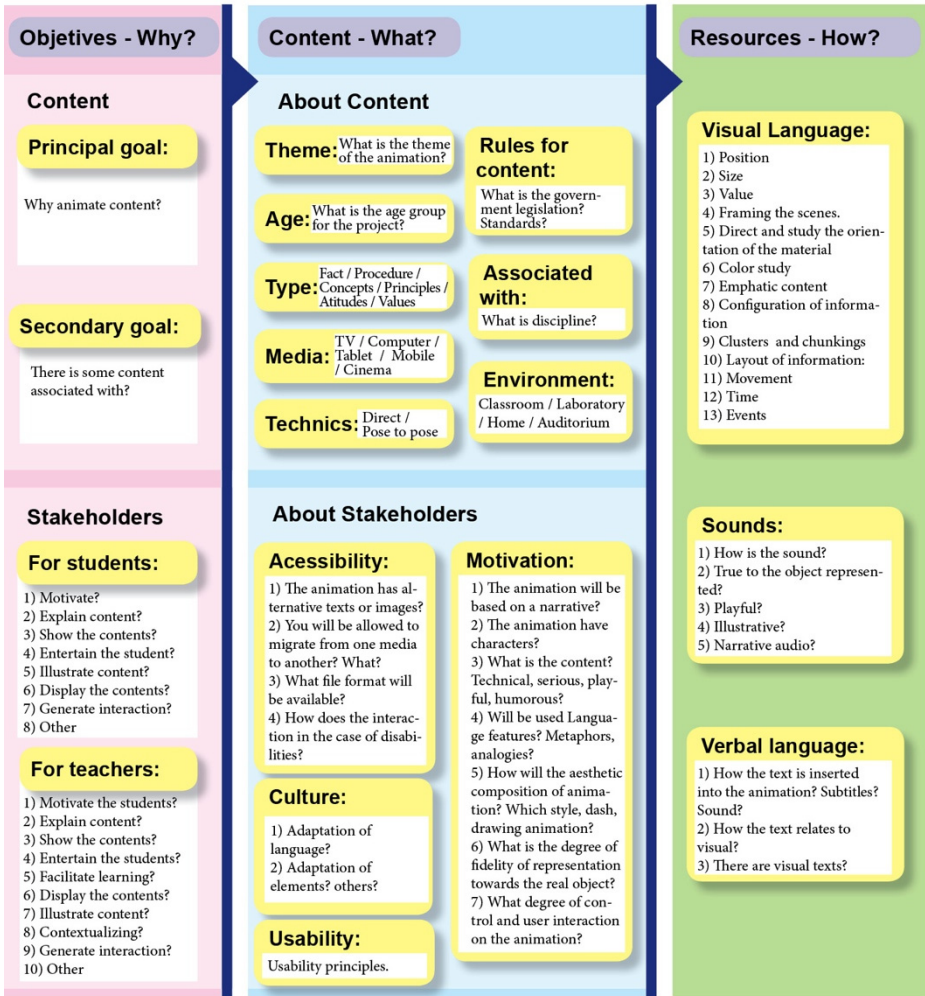 Objetives - Why?
Content
Principal goal:
Why animate content?
Secondary goal:
There is some content
associated with?
Stakeholders
For students:
1) Motivate?
2) Explain content?
3) Show the contents?
4) Entertain the student?
5) Illustrate content?
6) Display the contents?
7) Generate interaction?
8) Other
For teachers:
1) Motivate the students?
2) Explain content?
3) Show the contents?
4) Entertain the students?
5) Facilitate learning?
6) Display the contents?
7) Illustrate content?
8) Contextualizing?
9) Generate interaction?
10) Other
Content - What?
About Content
Theme: What is the theme
of the animation?
Age: What is the age group
for the project?
Type: Fact / Procedure /
Concepts / Principles /
Atitudes / Values
Media: TV / Computer /
Tablet / Mobile
/ Cinema
Technics: Direct /
Pose to pose
Rules for
content:
What is the govern-
ment legislation?
Standards?
Associated
with:
What is discipline?
Environment:
Classroom / Laboratory
/ Home / Auditorium
About Stakeholders
Acessibility:
1) The animation has al-
ternative texts or images?
2) You will be allowed to
migrate from one media
to another? What?
3) What file format will
be available?
4) How does the interac-
tion in the case of disabi-
lities?
Culture:
1) Adaptation of
language?
2) Adaptation of
elements? others?
Usability:
Usability principles.
Motivation:
1) The animation will be
based on a narrative?
2) The animation have
characters?
3) What is the content?
Technical, serious, play-
ful, humorous?
4) Will be used Langua-
ge features? Metaphors,
analogies?
5) How will the aesthetic
composition of anima-
tion? Which style, dash,
drawing animation?
6) What is the degree of
fidelity of representation
towards the real object?
7) What degree of con-
trol and user interaction
on the animation?
Resources - How?
Visual Language:
1) Position
2) Size
3) Value
4) Framing the scenes.
5) Direct and study the orien-
tation of the material
6) Color study
7) Emphatic content
8) Configuration of informa-
tion
9) Clusters and chunkings
10) Layout of information:
11) Movement
12) Time
13) Events
Sounds:
1) How is the sound?
2) True to the object represen-
ted?
3) Playful?
4) Illustrative?
5) Narrative audio?
Verbal language:
1) How the text is inserted
into the animation? Subtitles?
Sound?
2) How the text relates to
visual?
3) There are visual texts?